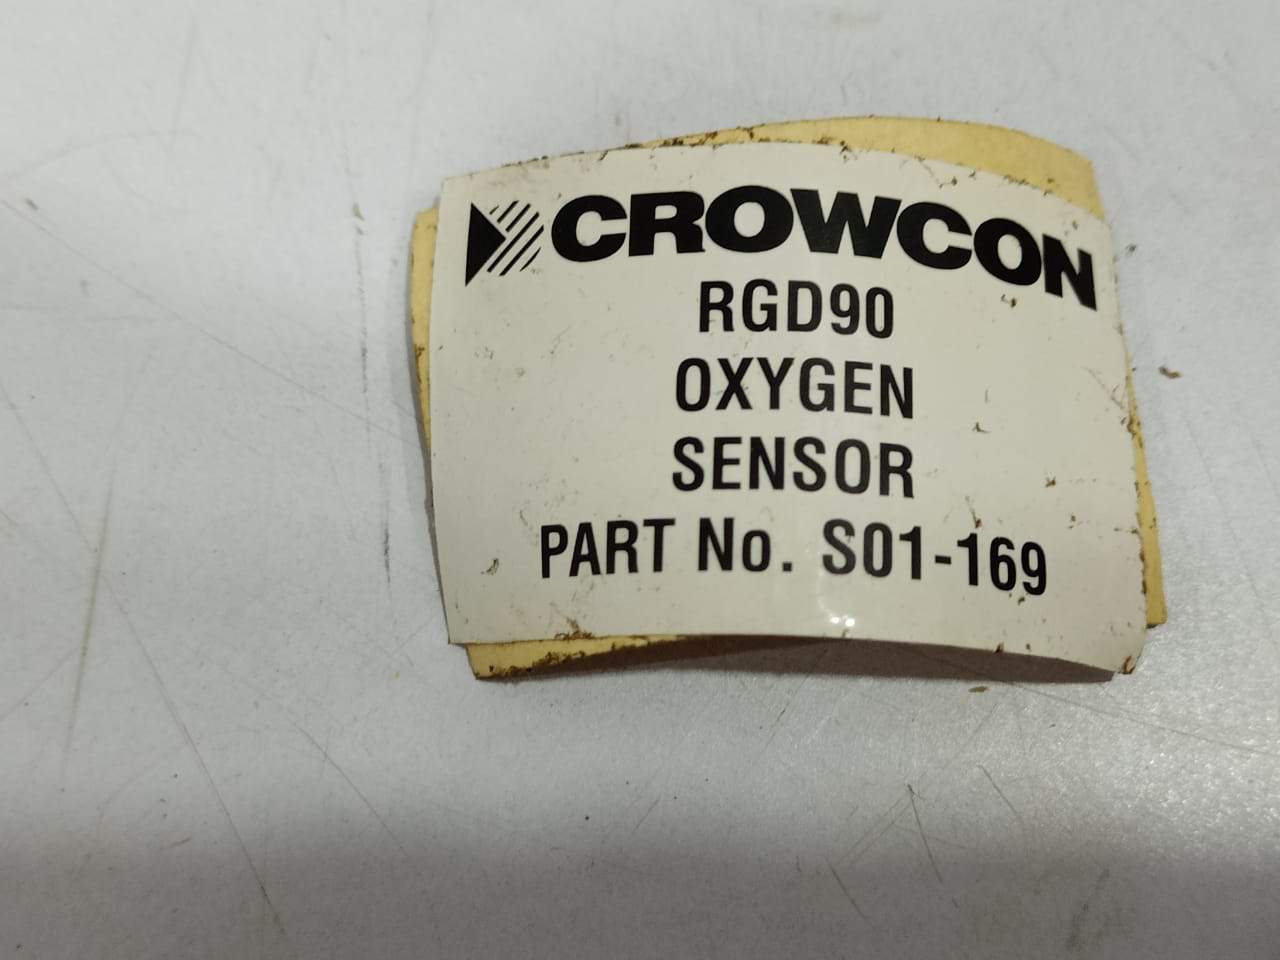 CROWCON
RGD90
OXYGEN
SENSOR
PART No. S01-169